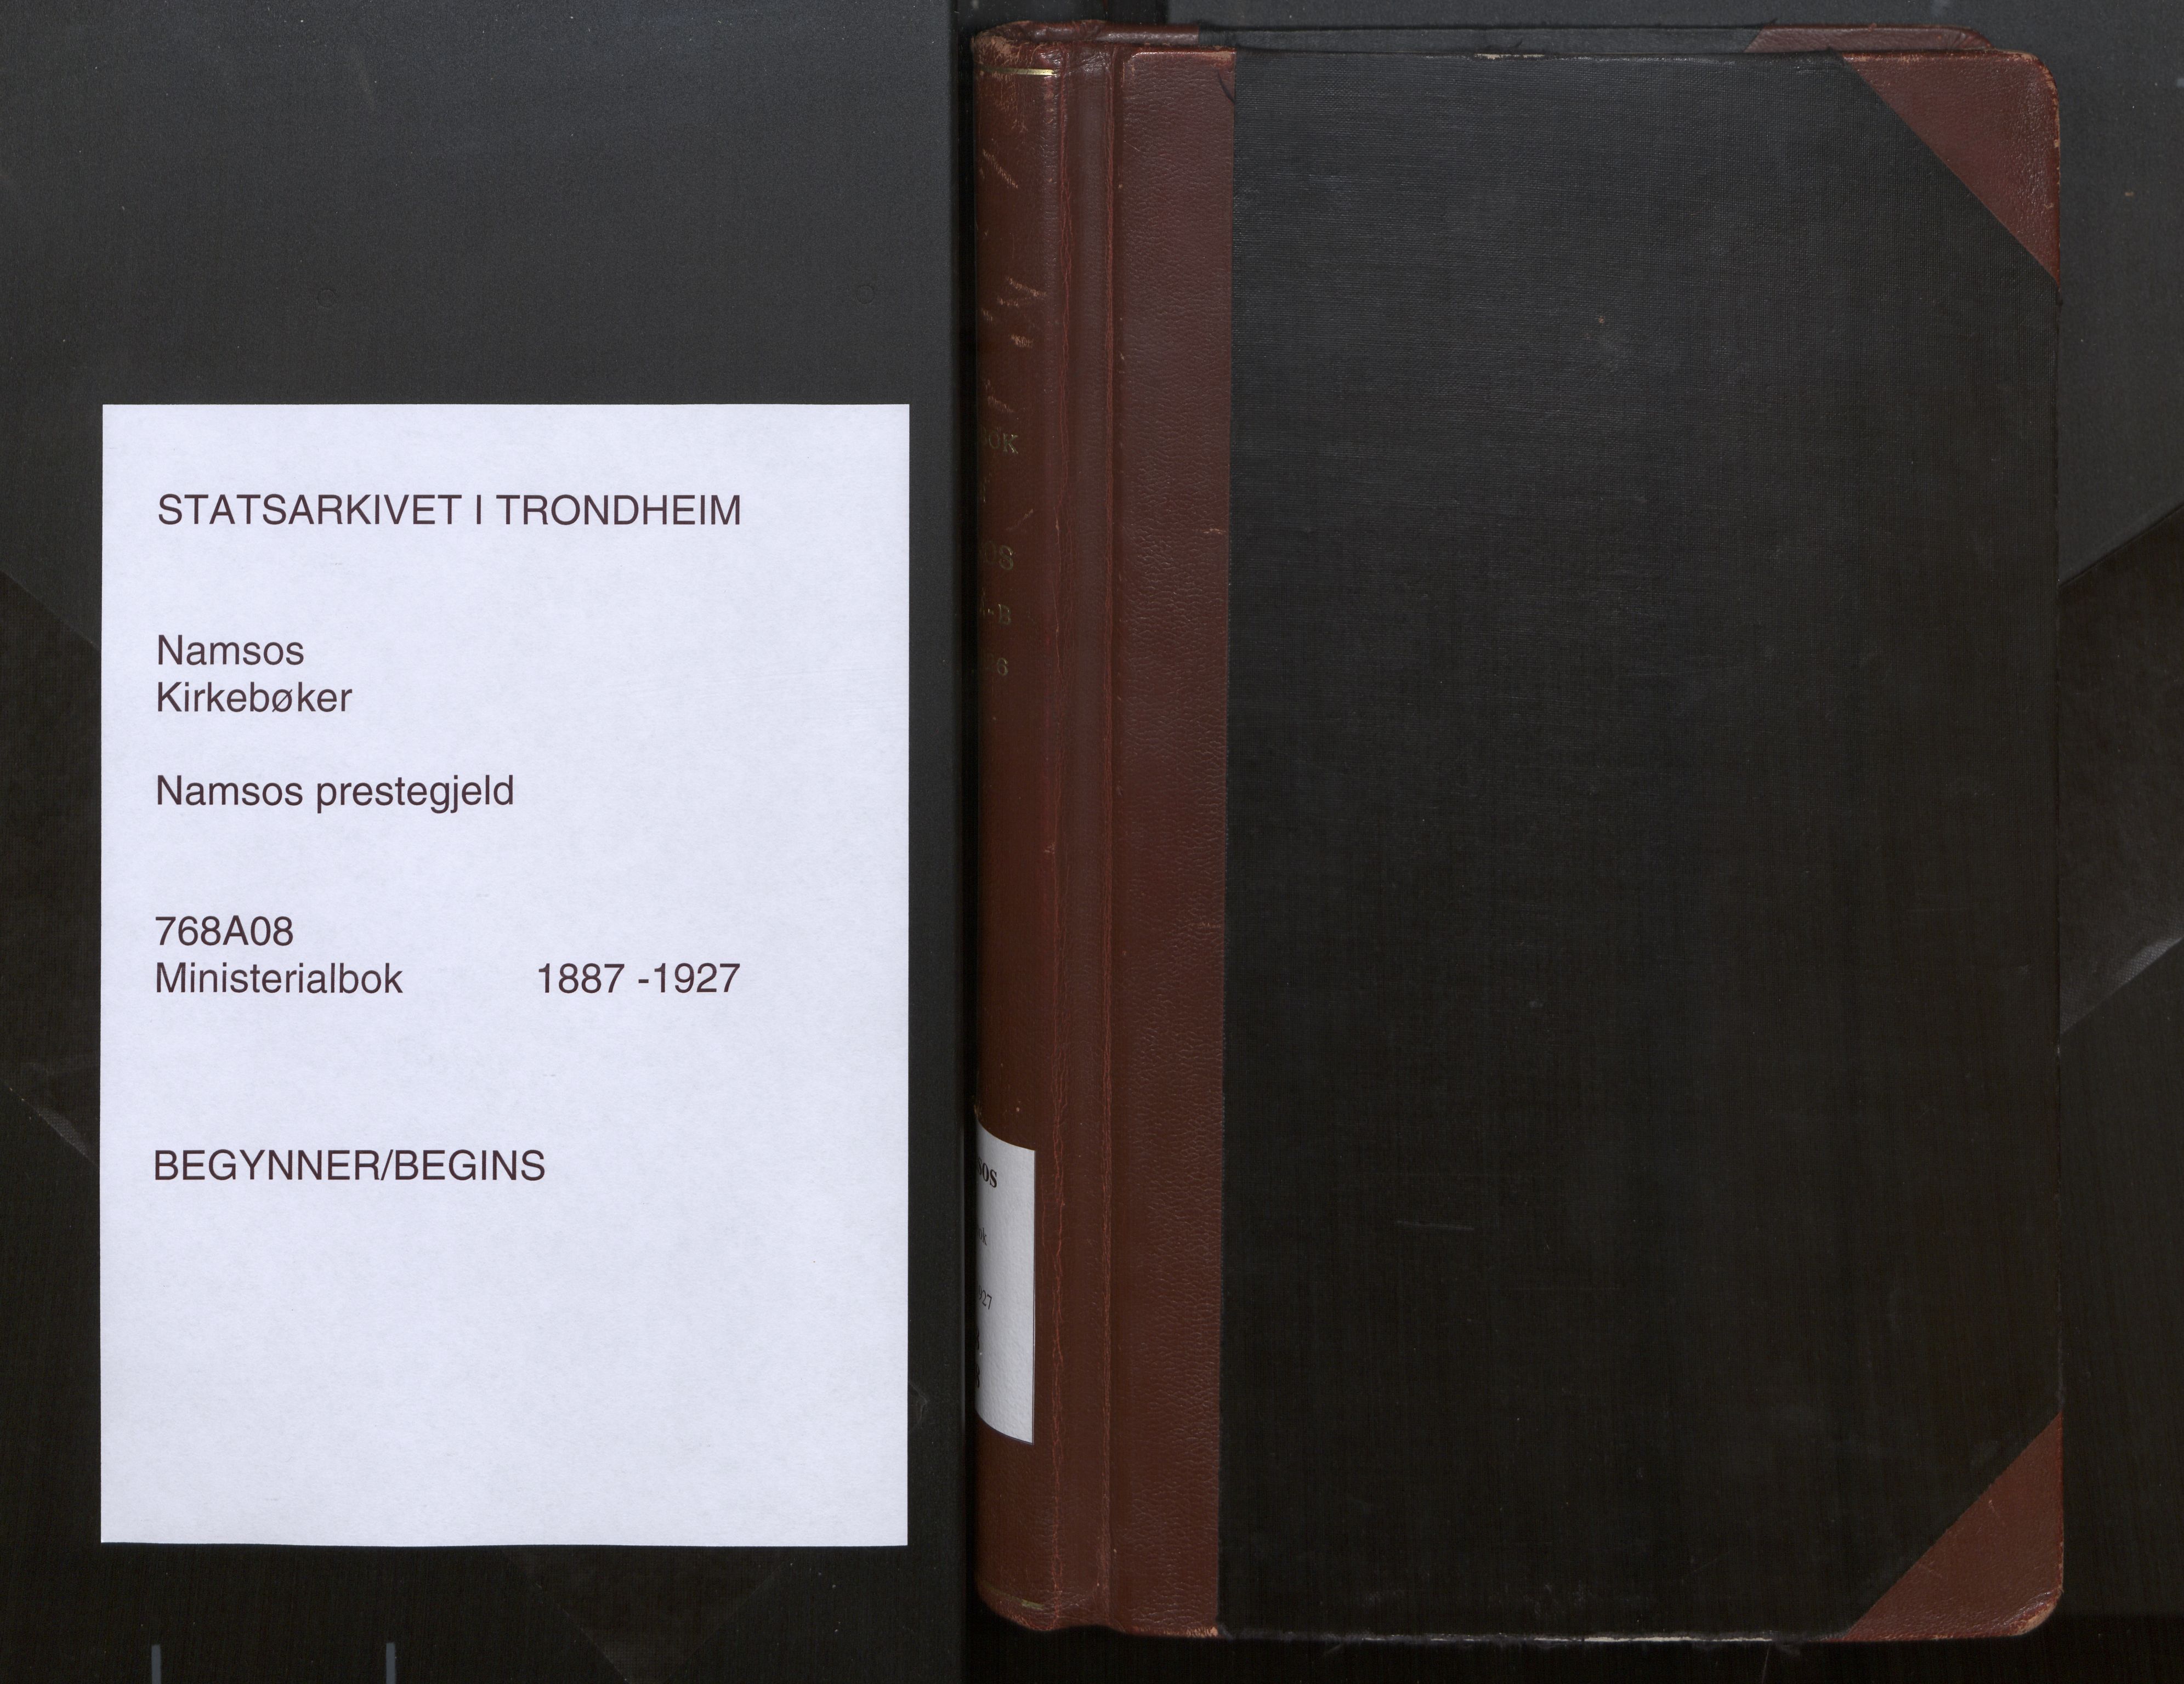 STATSARKIVET I TRONDHEIM
Namsos
Kirkebøker
Namsos prestegjeld
768A08
Ministerialbok 1887 -1927
BEGYNNER/BEGINS